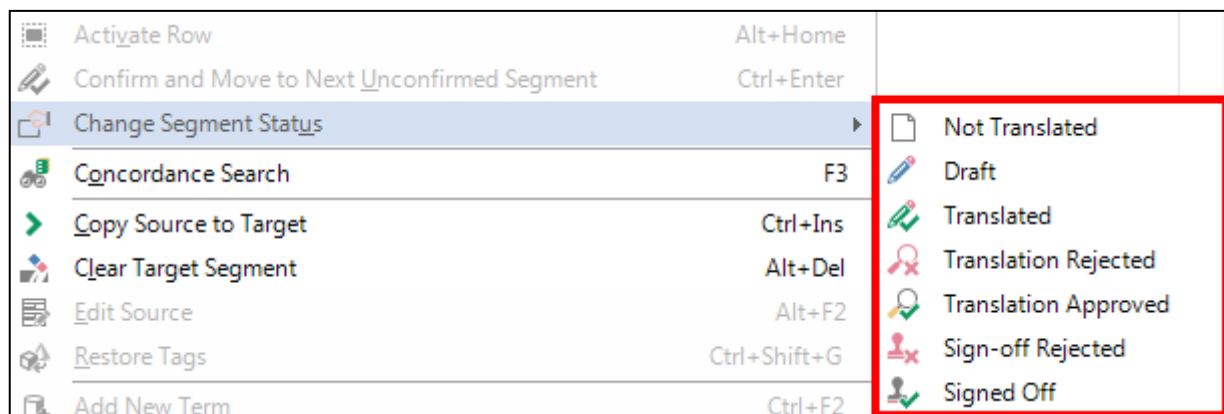 Activate Row Alt+Home
Confirm and Move to Next Unconfirmed Segment Ctrl+Enter
Change Segment Status
Concordance Search F3
Copy Source to Target Ctrl+Ins
Clear Target Segment Alt+Del
Edit Source Alt+F2
Restore Tags Ctrl+Shift+G
Add New Term Ctrl+F2
Not Translated
Draft
Translated
Translation Rejected
Translation Approved
Sign-off Rejected
Signed Off